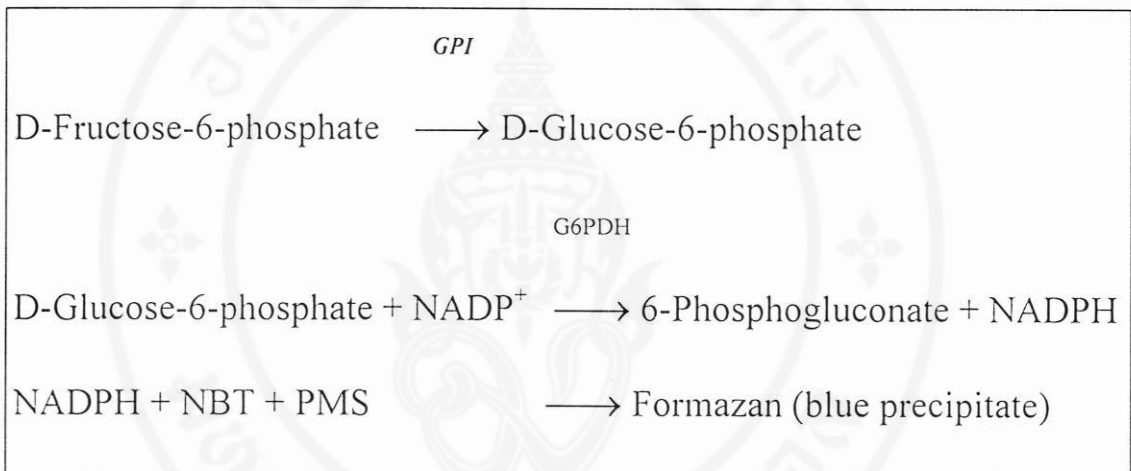 GPI
D-Fructose-6-phosphate ⟶ D-Glucose-6-phosphate
G6PDH
D-Glucose-6-phosphate + NADP⁺ ⟶ 6-Phosphogluconate + NADPH
NADPH + NBT + PMS ⟶ Formazan (blue precipitate)